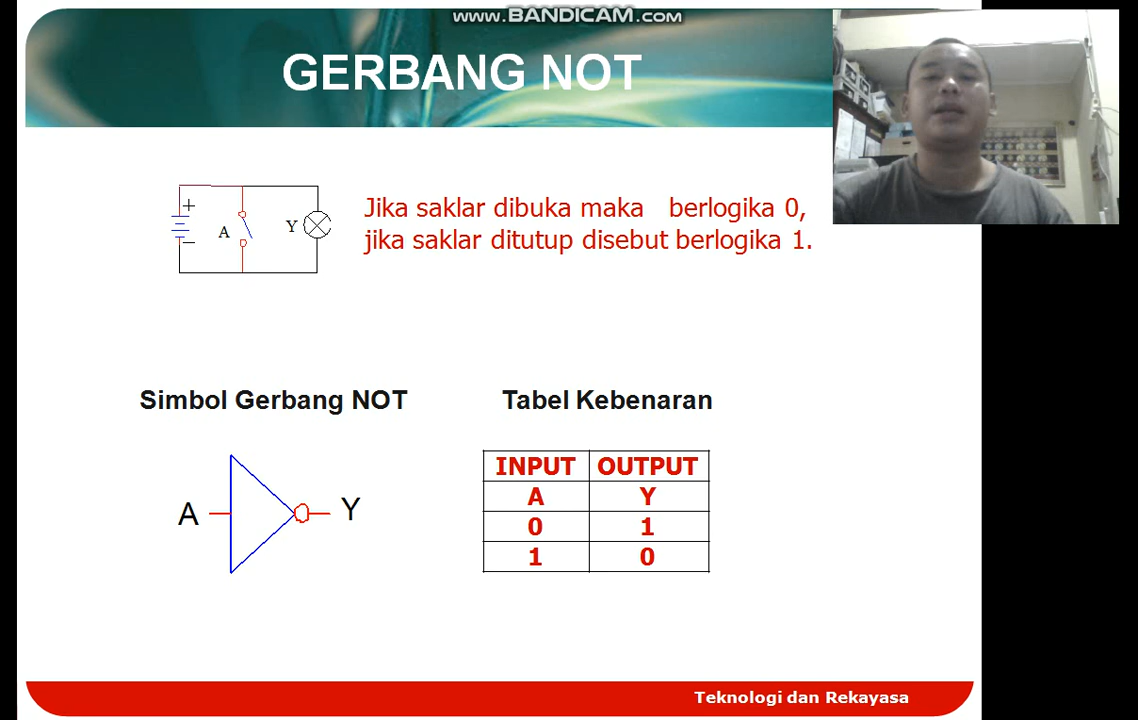 WWW.BANDICAM.COM
GERBANG NOT
Jika saklar dibuka maka berlogika 0,
jika saklar ditutup disebut berlogika 1.
+
A
Y
−
Simbol Gerbang NOT
Tabel Kebenaran
A
Y
INPUT OUTPUT
A Y
0 1
1 0
Teknologi dan Rekayasa